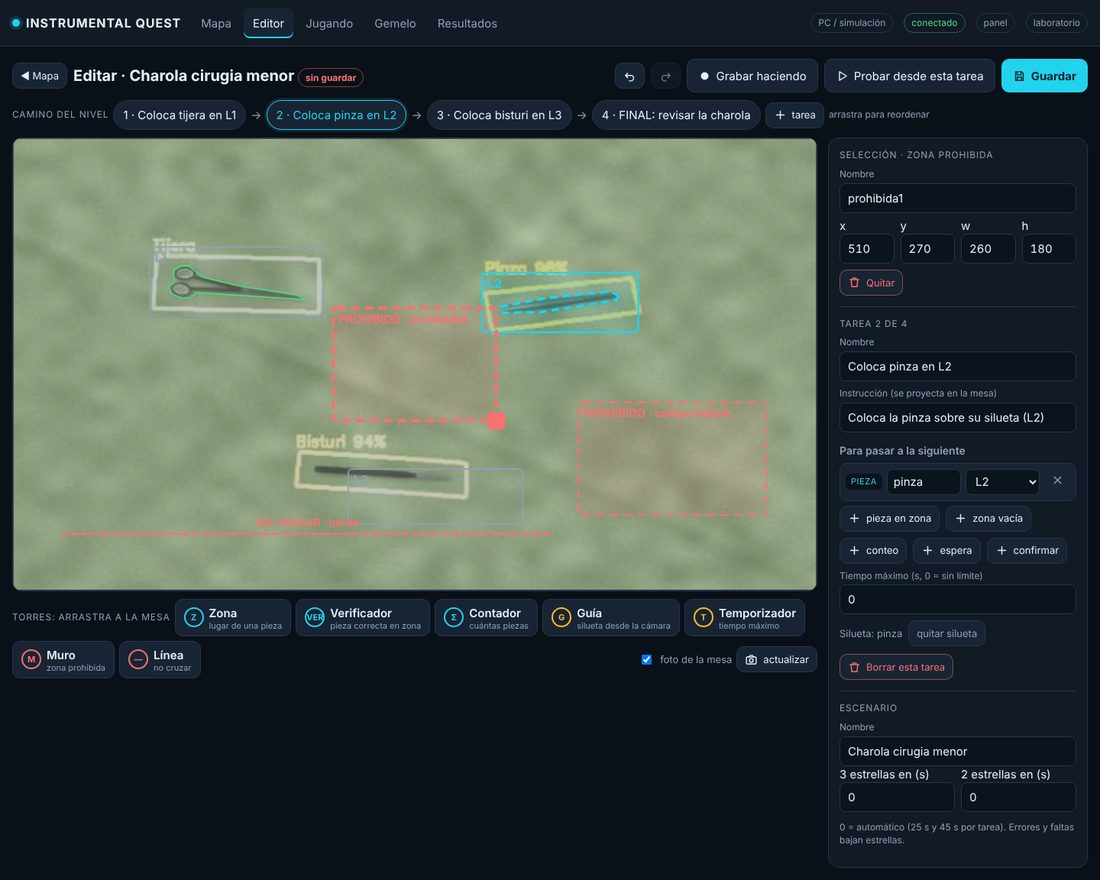 INSTRUMENTAL QUEST
Mapa
Editor
Jugando
Gemelo
Resultados
PC / simulación
conectado
panel
laboratorio
Mapa
Editar · Charola cirugia menor
sin guardar
Grabar haciendo
Probar desde esta tarea
Guardar
CAMINO DEL NIVEL
1 · Coloca tijera en L1
→
2 · Coloca pinza en L2
→
3 · Coloca bisturi en L3
→
4 · FINAL: revisar la charola
+ tarea
arrastra para reordenar
Tijera
L1
Pinza 98%
L2
PROHIBIDO · prohibida1
PROHIBIDO ·
Bisturi 94%
L3
TORRES: ARRASTRA A LA MESA
Z
Zona
lugar de una pieza
VER
Verificador
pieza correcta en zona
Σ
Contador
cuántas piezas
G
Guía
silueta desde la cámara
T
Temporizador
tiempo máximo
M
Muro
zona prohibida
Línea
no cruzar
foto de la mesa
actualizar
SELECCIÓN · ZONA PROHIBIDA
Nombre
prohibida1
x y w h
510 270 260 180
Quitar
TAREA 2 DE 4
Nombre
Coloca pinza en L2
Instrucción (se proyecta en la mesa)
Coloca la pinza sobre su silueta (L2)
Para pasar a la siguiente
PIEZA pinza L2
+ pieza en zona
+ zona vacía
+ conteo
+ espera
+ confirmar
Tiempo máximo (s, 0 = sin límite)
0
Silueta: pinza
quitar silueta
Borrar esta tarea
ESCENARIO
Nombre
Charola cirugia menor
3 estrellas en (s) 2 estrellas en (s)
0 0
0 = automático (25 s y 45 s por tarea). Errores y faltas
bajan estrellas.